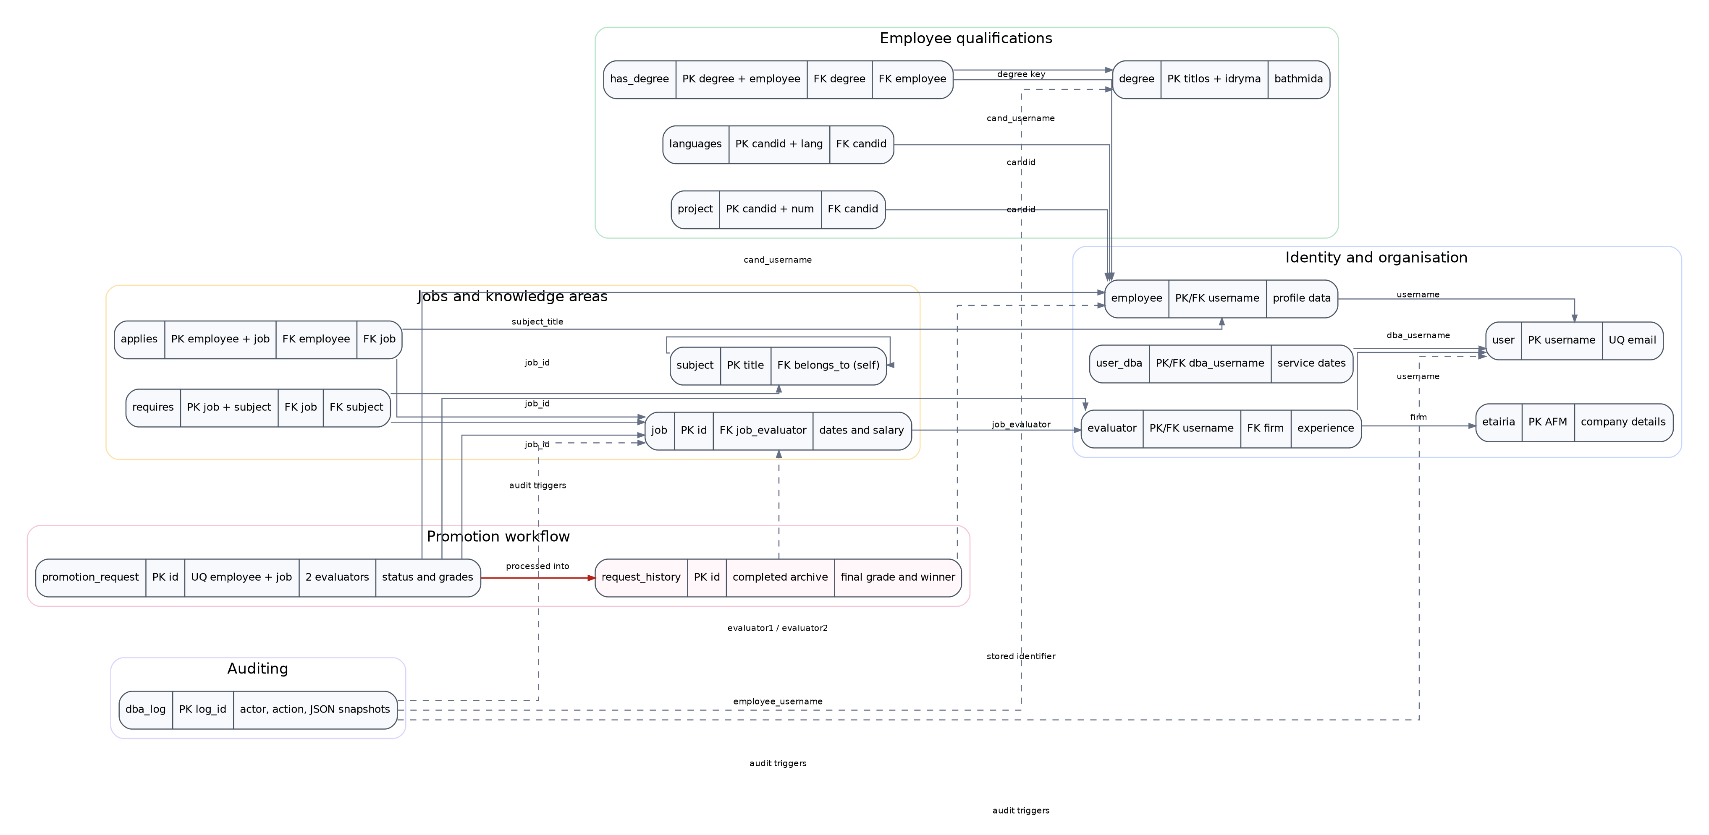 Employee qualifications
has_degree PK degree + employee FK degree FK employee
degree key
degree PK titlos + idryma bathmida
cand_username
languages PK candid + lang FK candid
candid
project PK candid + num FK candid
candid
cand_username
Identity and organisation
employee PK/FK username profile data
username
user PK username UQ email
dba_username
user_dba PK/FK dba_username service dates
username
evaluator PK/FK username FK firm experience
firm
etairia PK AFM company details
Jobs and knowledge areas
applies PK employee + job FK employee FK job
subject_title
job_id
subject PK title FK belongs_to (self)
requires PK job + subject FK job FK subject
job_id
job PK id FK job_evaluator dates and salary
job_evaluator
job_id
audit triggers
Promotion workflow
promotion_request PK id UQ employee + job 2 evaluators status and grades
processed into
request_history PK id completed archive final grade and winner
evaluator1 / evaluator2
stored identifier
Auditing
dba_log PK log_id actor, action, JSON snapshots
employee_username
audit triggers
audit triggers